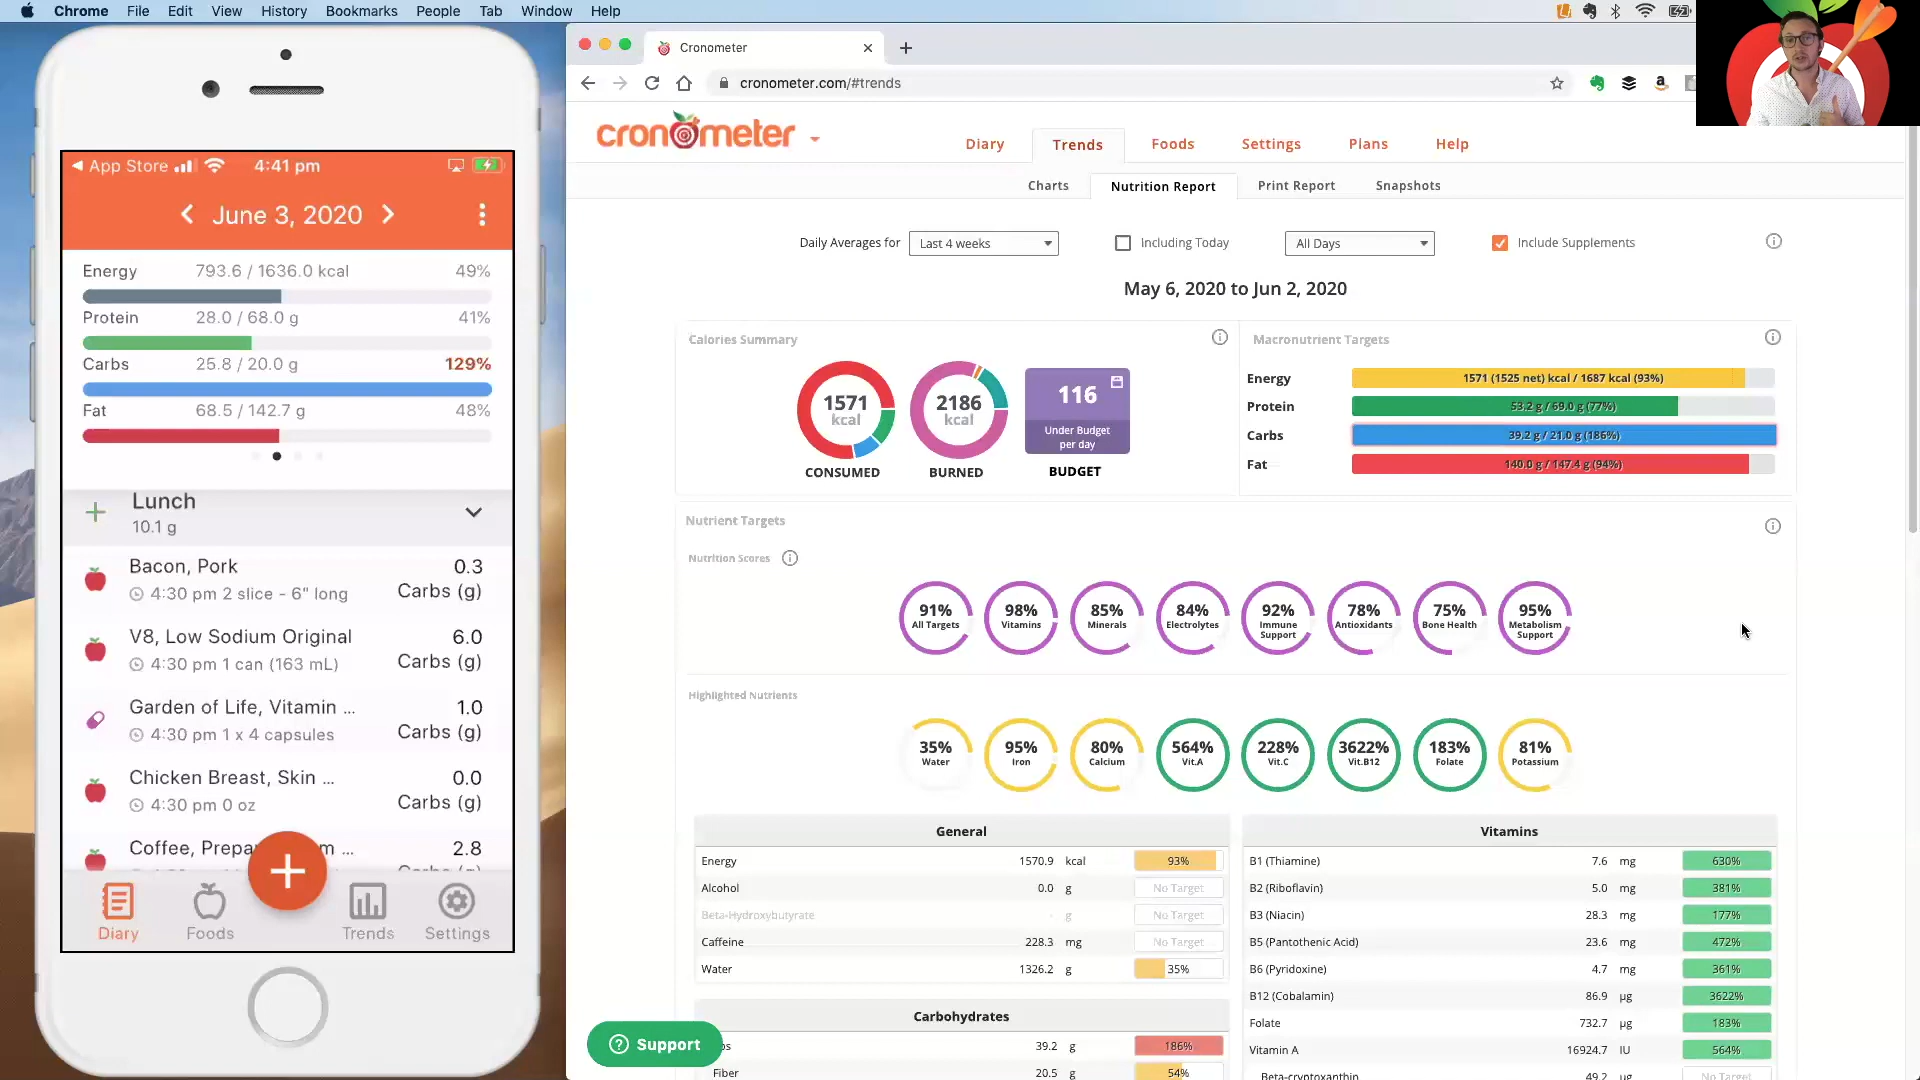 Chrome File Edit View History Bookmarks People Tab Window Help
App Store 4:41 pm
June 3, 2020
Energy 793.6 / 1636.0 kcal 49%
Protein 28.0 / 68.0 g 41%
Carbs 25.8 / 20.0 g 129%
Fat 68.5 / 142.7 g 48%
Lunch
10.1 g
Bacon, Pork 0.3
4:30 pm 2 slice - 6" long Carbs (g)
V8, Low Sodium Original 6.0
4:30 pm 1 can (163 mL) Carbs (g)
Garden of Life, Vitamin ... 1.0
4:30 pm 1 x 4 capsules Carbs (g)
Chicken Breast, Skin ... 0.0
4:30 pm 0 oz Carbs (g)
Coffee, Prepa m ... 2.8
Diary Foods Trends Settings
Cronometer
cronometer.com/#trends
cronometer
Diary Trends Foods Settings Plans Help
Charts Nutrition Report Print Report Snapshots
Daily Averages for Last 4 weeks Including Today All Days Include Supplements
May 6, 2020 to Jun 2, 2020
Calories Summary
1571 kcal
CONSUMED
2186 kcal
BURNED
116
Under Budget
per day
BUDGET
Macronutrient Targets
Energy 1571 (1525 net) kcal / 1687 kcal (93%)
Protein 53.2 g / 69.0 g (77%)
Carbs 39.2 g / 21.0 g (186%)
Fat 140.0 g / 147.4 g (94%)
Nutrient Targets
Nutrition Scores
91% All Targets
98% Vitamins
85% Minerals
84% Electrolytes
92% Immune Support
78% Antioxidants
75% Bone Health
95% Metabolism Support
Highlighted Nutrients
35% Water
95% Iron
80% Calcium
564% Vit.A
228% Vit.C
3622% Vit.B12
183% Folate
81% Potassium
General
Energy 1570.9 kcal 93%
Alcohol 0.0 g No Target
Beta-Hydroxybutyrate - g No Target
Caffeine 228.3 mg No Target
Water 1326.2 g 35%
Carbohydrates
bs 39.2 g 186%
Fiber 20.5 g 54%
Support
Vitamins
B1 (Thiamine) 7.6 mg 630%
B2 (Riboflavin) 5.0 mg 381%
B3 (Niacin) 28.3 mg 177%
B5 (Pantothenic Acid) 23.6 mg 472%
B6 (Pyridoxine) 4.7 mg 361%
B12 (Cobalamin) 86.9 µg 3622%
Folate 732.7 µg 183%
Vitamin A 16924.7 IU 564%
Beta-cryptoxanthin 49.2 µg No Target